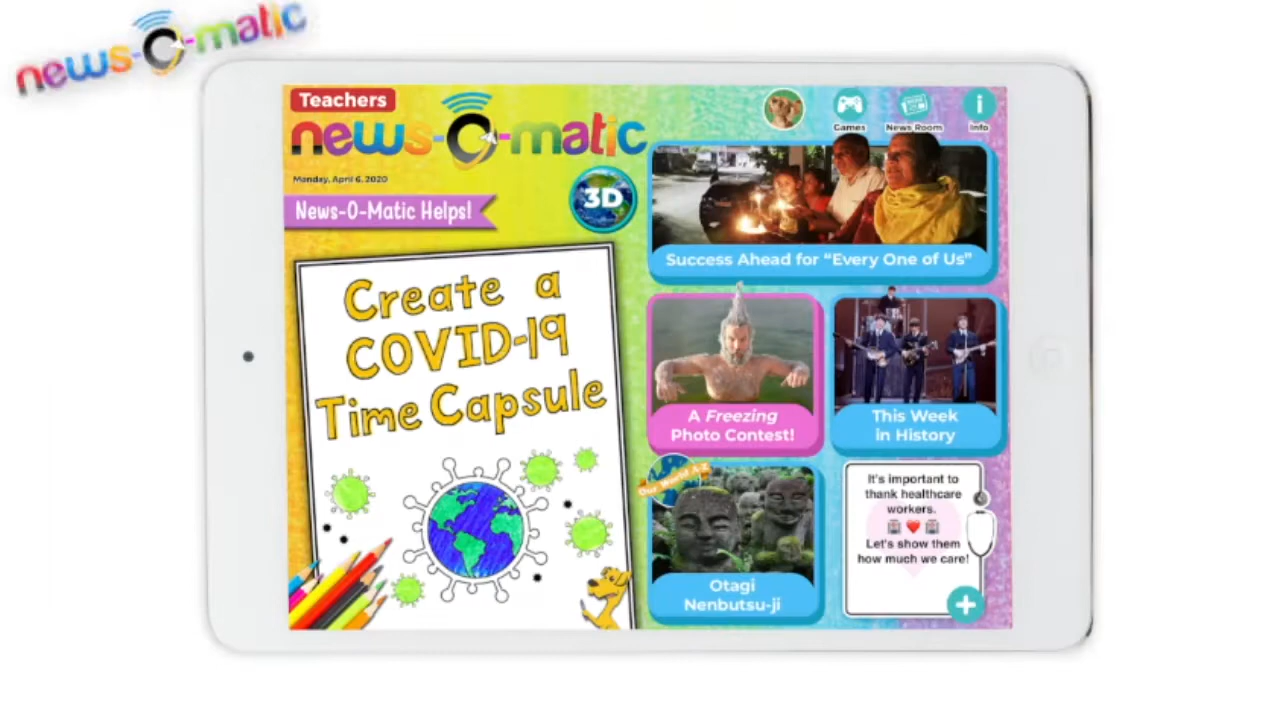 news-O-matic
Teachers
news-O-matic
Monday, April 6, 2020
News-O-Matic Helps!
3D
Games
News Room
i
Info
Success Ahead for “Every One of Us”
Create a
COVID-19
Time Capsule
A Freezing
Photo Contest!
This Week
in History
Our World A-Z
Otagi
Nenbutsu-ji
It's important to
thank healthcare
workers.
🏥❤️🏥
Let's show them
how much we care!
+